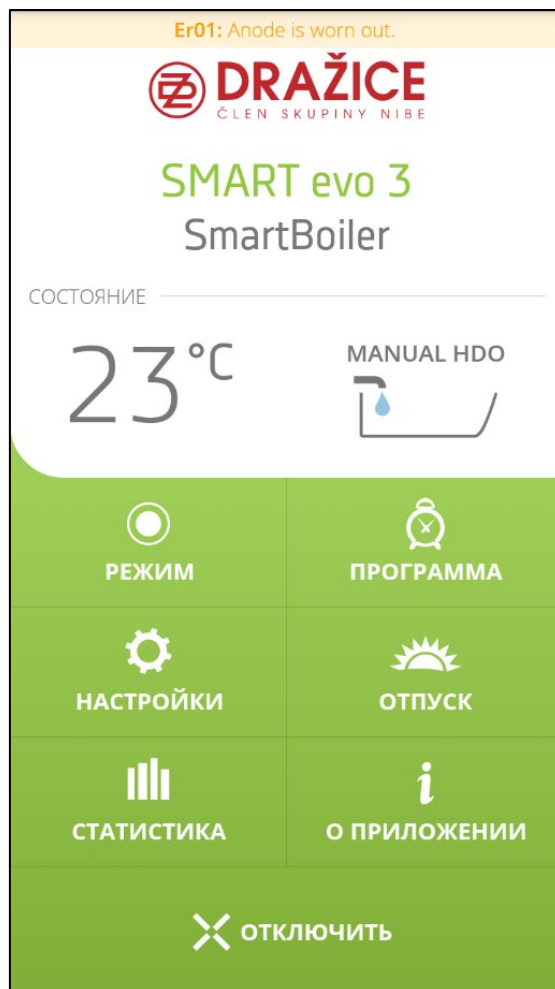 Er01: Anode is worn out.
DRAŽICE
ČLEN SKUPINY NIBE
SMART evo 3
SmartBoiler
СОСТОЯНИЕ
23°C
MANUAL HDO
РЕЖИМ
ПРОГРАММА
НАСТРОЙКИ
ОТПУСК
СТАТИСТИКА
О ПРИЛОЖЕНИИ
ОТКЛЮЧИТЬ